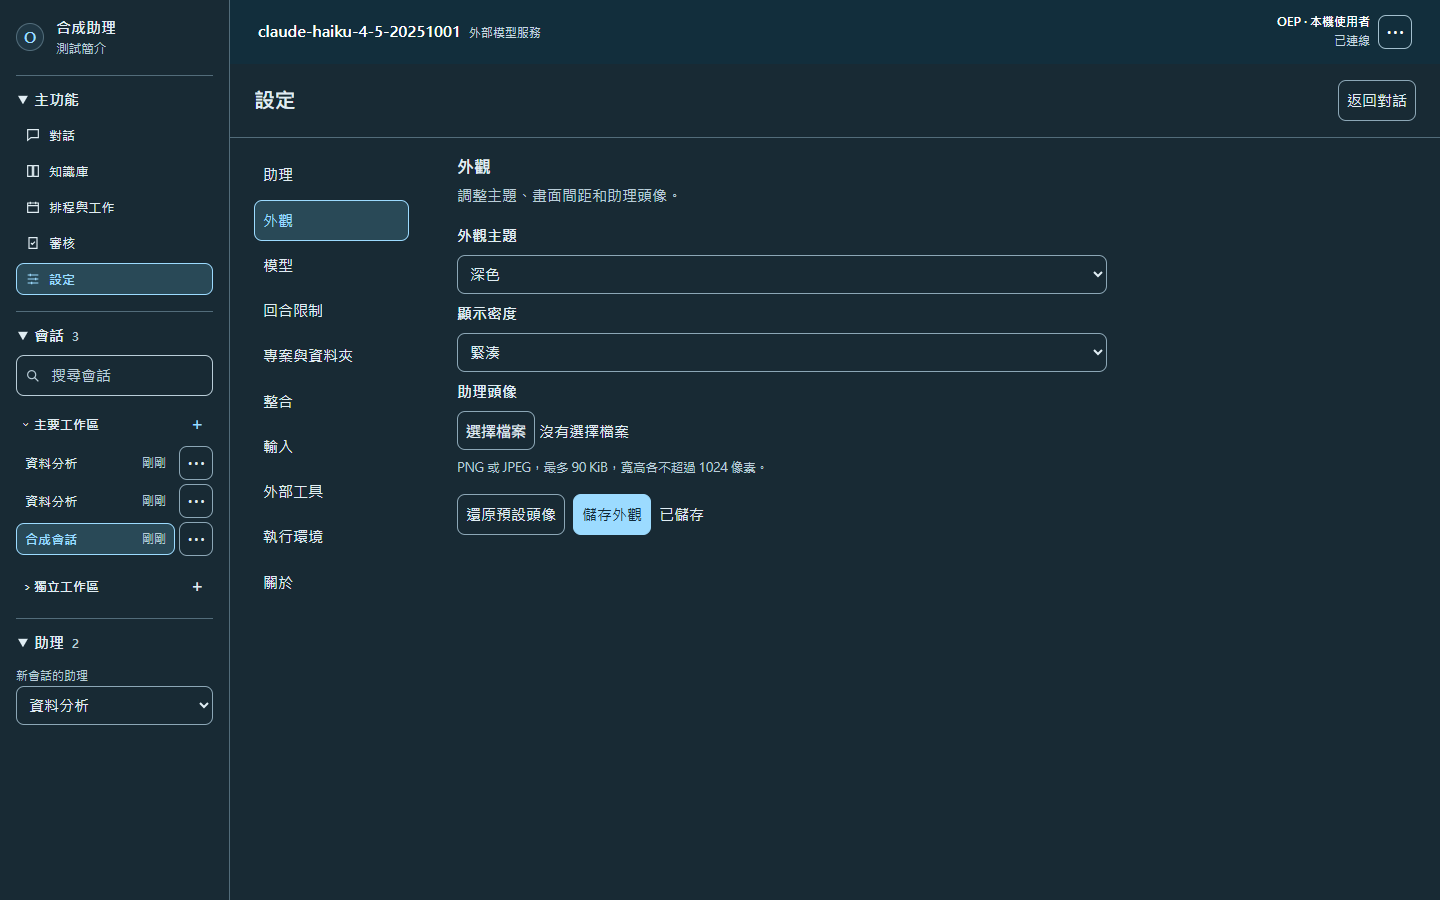 O
合成助理
測試簡介
主功能
對話
知識庫
排程與工作
審核
設定
會話 3
搜尋會話
主要工作區 +
資料分析 剛剛 ...
資料分析 剛剛 ...
合成會話 剛剛 ...
獨立工作區 +
助理 2
新會話的助理
資料分析
claude-haiku-4-5-20251001 外部模型服務
OEP · 本機使用者
已連線
...
設定
返回對話
助理
外觀
模型
回合限制
專案與資料夾
整合
輸入
外部工具
執行環境
關於
外觀
調整主題、畫面間距和助理頭像。
外觀主題
深色
顯示密度
緊湊
助理頭像
選擇檔案 沒有選擇檔案
PNG 或 JPEG，最多 90 KiB，寬高各不超過 1024 像素。
還原預設頭像 儲存外觀 已儲存